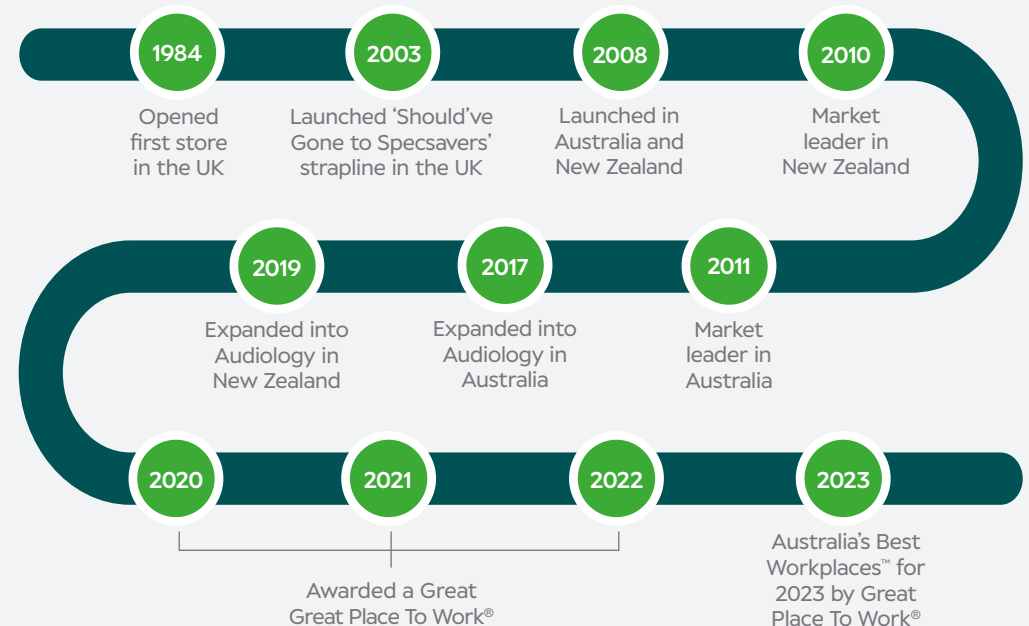 1984
Opened
first store
in the UK
2003
Launched ‘Should’ve
Gone to Specsavers’
strapline in the UK
2008
Launched in
Australia and
New Zealand
2010
Market
leader in
New Zealand
2011
Market
leader in
Australia
2017
Expanded into
Audiology in
Australia
2019
Expanded into
Audiology in
New Zealand
2020
2021
2022
Awarded a Great
Great Place To Work®
2023
Australia’s Best
Workplaces™ for
2023 by Great
Place To Work®